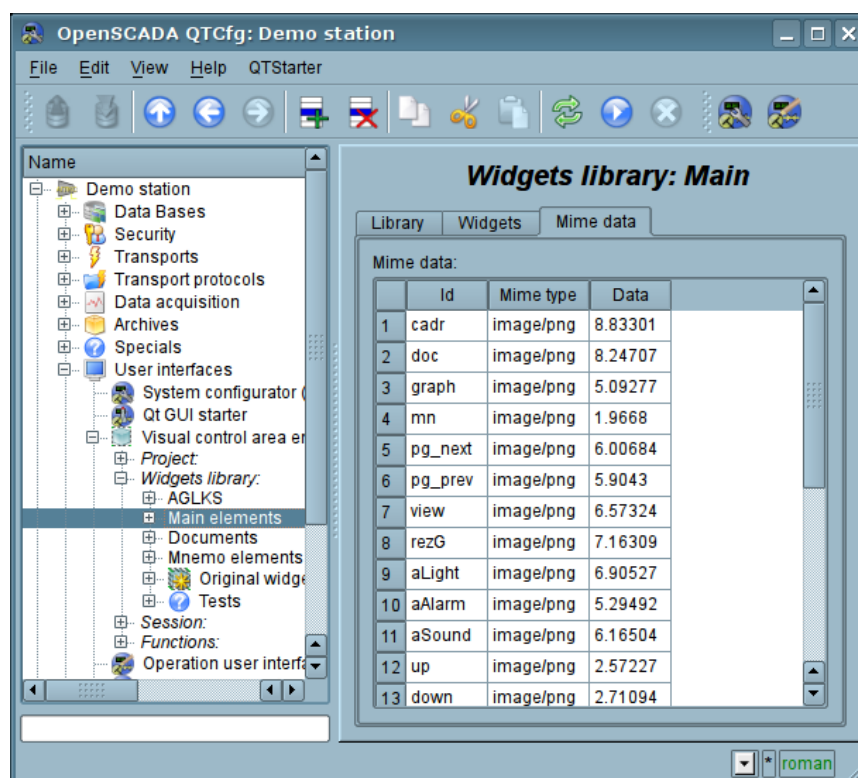 OpenSCADA QTCfg: Demo station
File Edit View Help QTStarter
Name
Demo station
Data Bases
Security
Transports
Transport protocols
Data acquisition
Archives
Specials
User interfaces
System configurator (
Qt GUI starter
Visual control area er
Project:
Widgets library:
AGLKS
Main elements
Documents
Mnemo elements
Original widge
Tests
Session:
Functions:
Operation user interfa
Widgets library: Main
Library Widgets Mime data
Mime data:
Id Mime type Data
1 cadr image/png 8.83301
2 doc image/png 8.24707
3 graph image/png 5.09277
4 mn image/png 1.9668
5 pg_next image/png 6.00684
6 pg_prev image/png 5.9043
7 view image/png 6.57324
8 rezG image/png 7.16309
9 aLight image/png 6.90527
10 aAlarm image/png 5.29492
11 aSound image/png 6.16504
12 up image/png 2.57227
13 down image/png 2.71094
* roman